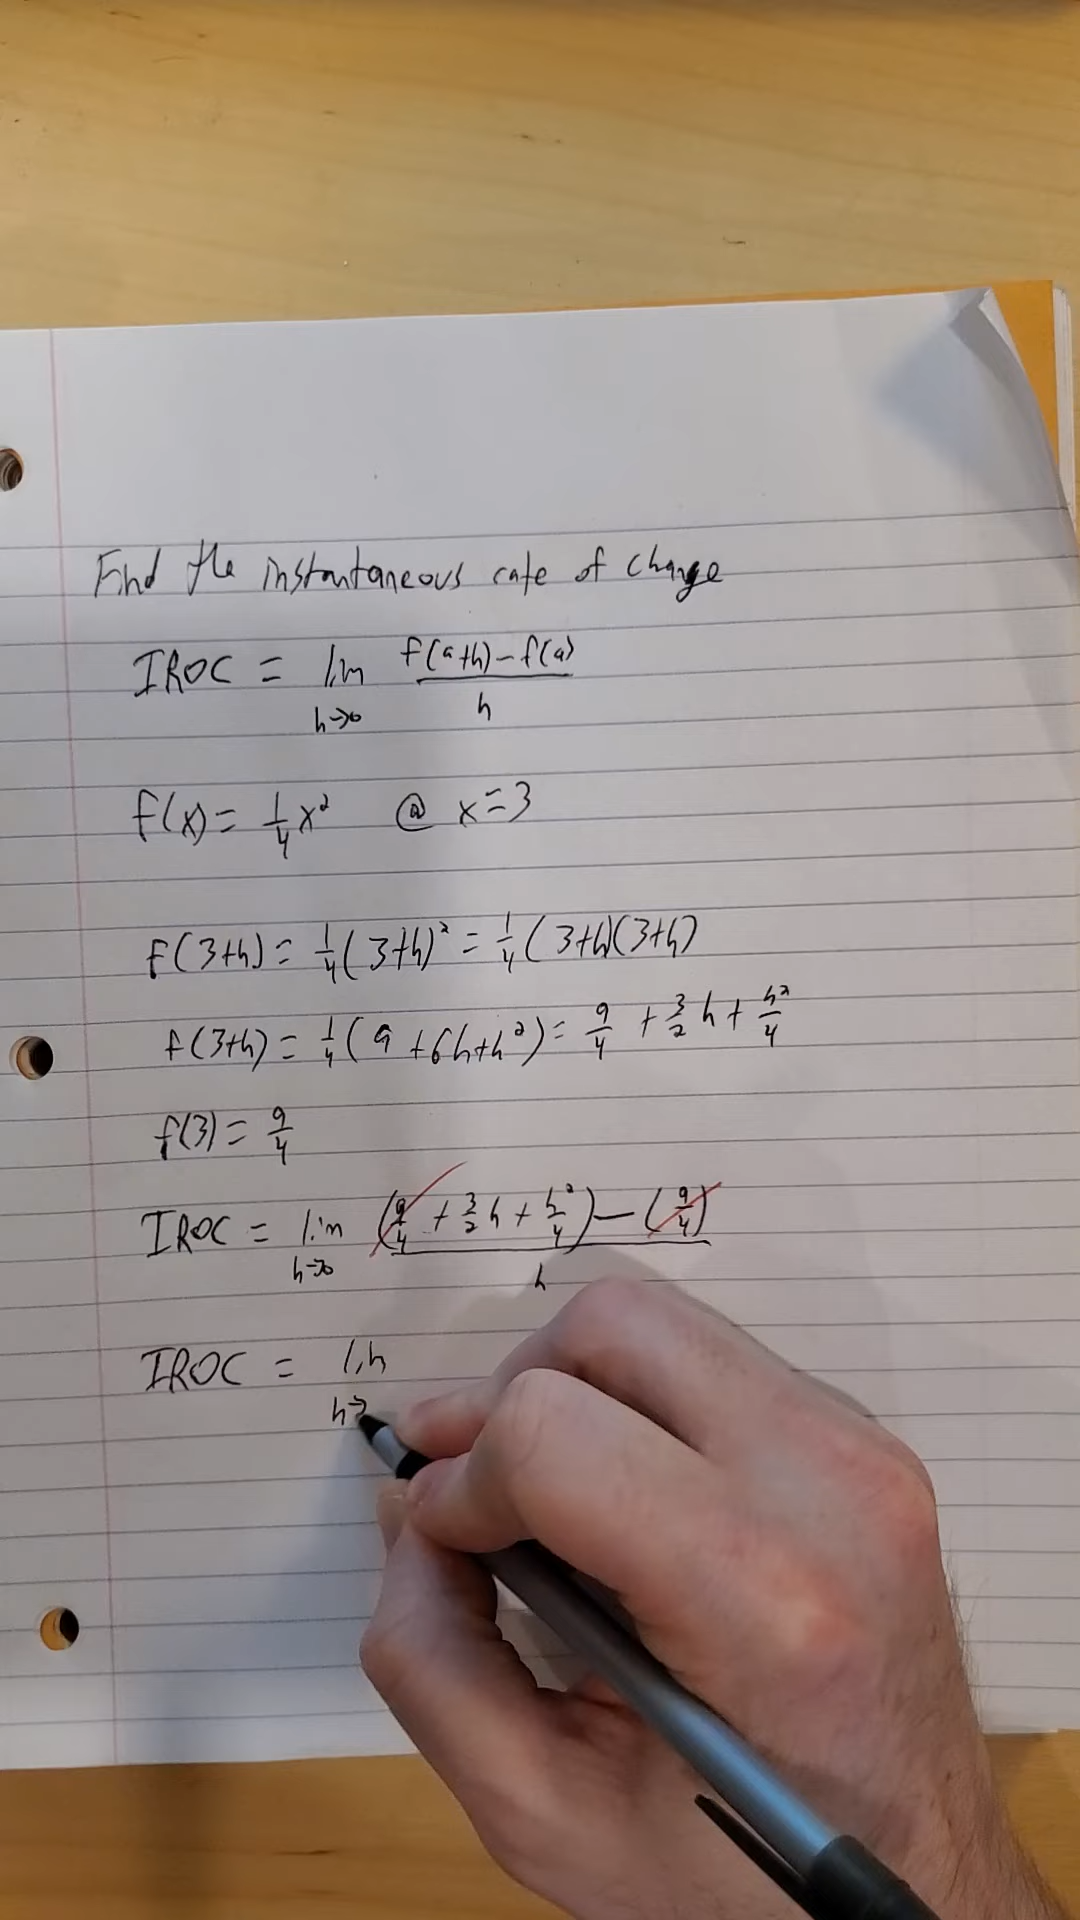 Find the instantaneous rate of change
IROC = lim f(a+h)-f(a)
h→0 h
f(x) = 1/4 x² @ x=3
f(3+h) = 1/4(3+h)² = 1/4(3+h)(3+h)
f(3+h) = 1/4(9+6h+h²) = 9/4 + 3/2 h + h²/4
f(3) = 9/4
IROC = lim (9/4 + 3/2 h + h²/4) - (9/4)
h→0 h
IROC = lim
h→